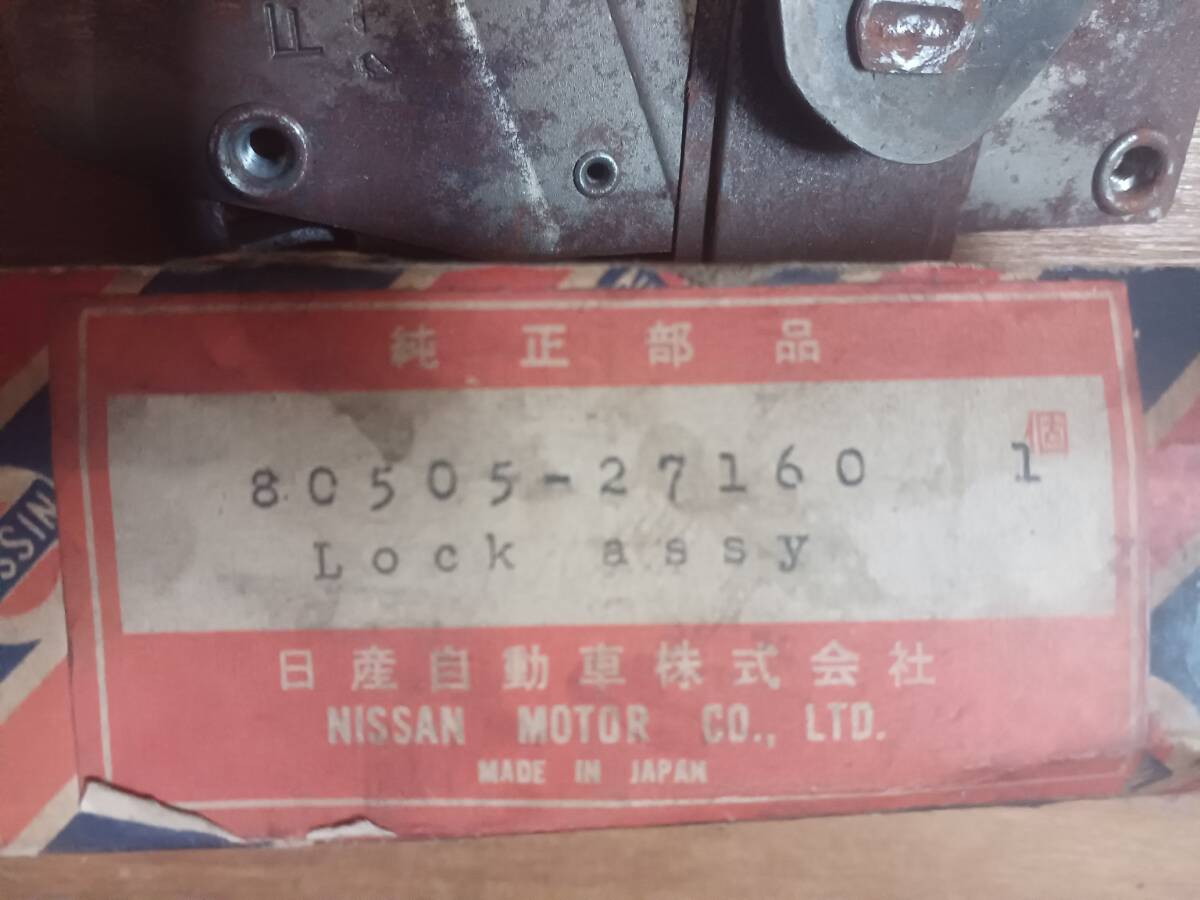 F
純正部品
個
80505-27160 1
Lock assy
日産自動車株式会社
NISSAN MOTOR CO., LTD.
MADE IN JAPAN
SSIN